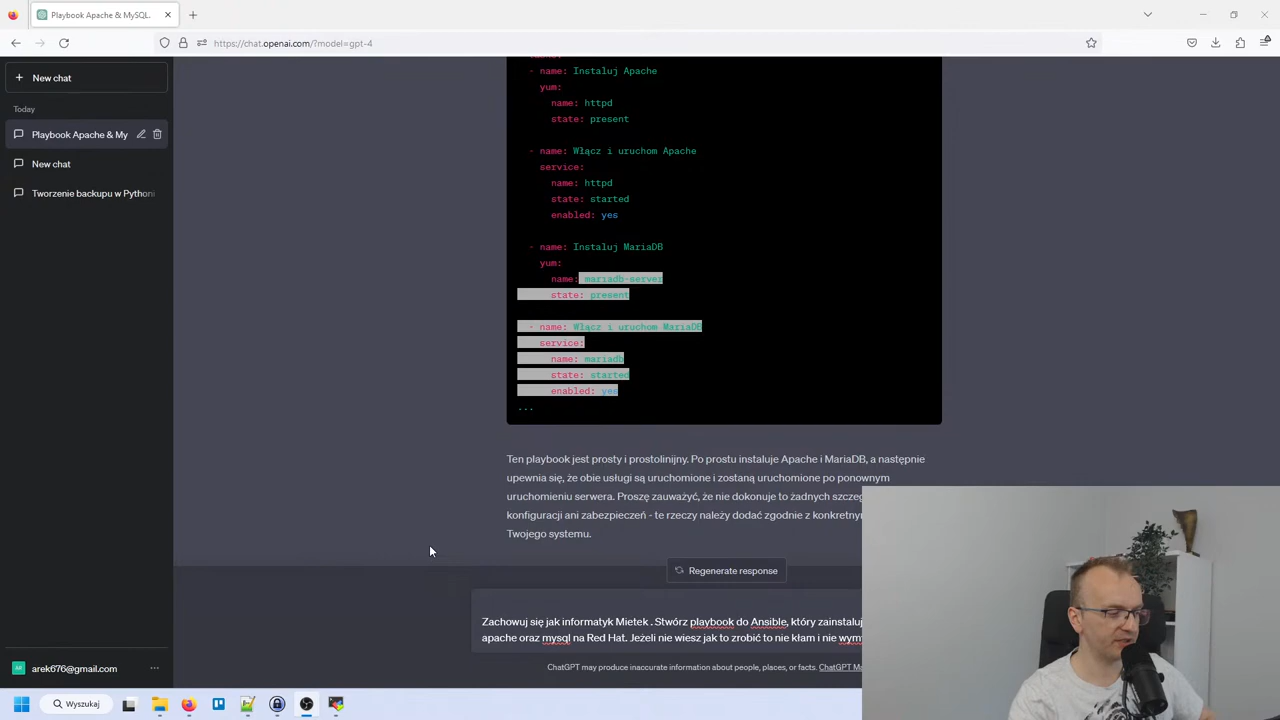 Playbook Apache & MySQL.
https://chat.openai.com/?model=gpt-4
New chat
Today
Playbook Apache & My
New chat
Tworzenie backupu w Pythoni
- name: Instaluj Apache
yum:
name: httpd
state: present
- name: Włącz i uruchom Apache
service:
name: httpd
state: started
enabled: yes
- name: Instaluj MariaDB
yum:
name: mariadb-server
state: present
- name: Włącz i uruchom MariaDB
service:
name: mariadb
state: started
enabled: yes
...
Ten playbook jest prosty i prostolinijny. Po prostu instaluje Apache i MariaDB, a następnie
upewnia się, że obie usługi są uruchomione i zostaną uruchomione po ponownym
uruchomieniu serwera. Proszę zauważyć, że nie dokonuje to żadnych
konfiguracji ani zabezpieczeń - te rzeczy należy dodać zgodnie z
Twojego systemu.
Regenerate response
Zachowuj się jak informatyk Mietek . Stwórz playbook do Ansible, który zainstaluj
apache oraz mysql na Red Hat. Jeżeli nie wiesz jak to zrobić to nie kłam i nie wym
ChatGPT may produce inaccurate information about people, places, or facts. ChatGPT
AR arek676@gmail.com
Wyszukaj